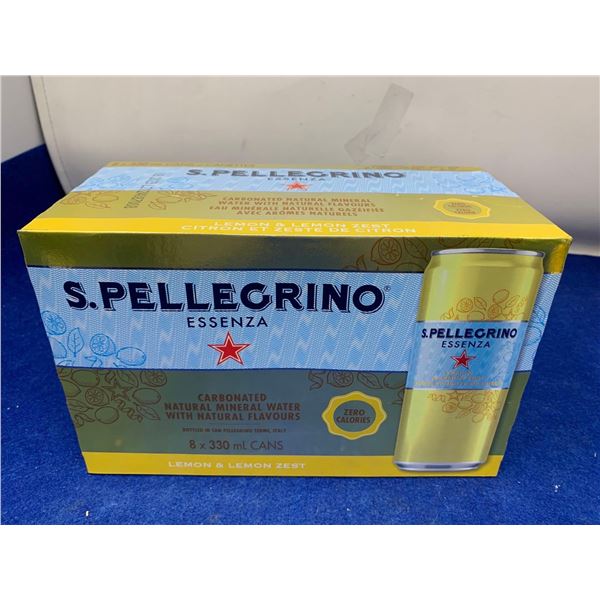 S.PELLEGRINO
ESSENZA
CARBONATED NATURAL MINERAL
WATER WITH NATURAL FLAVOURS
EAU MINÉRALE NATURELLE GAZÉIFIÉE
AVEC ARÔMES NATURELS
LEMON & LEMON ZEST
CITRON ET ZESTE DE CITRON
S.PELLEGRINO®
ESSENZA
CARBONATED
NATURAL MINERAL WATER
WITH NATURAL FLAVOURS
BOTTLED IN SAN PELLEGRINO TERME, ITALY
8 x 330 mL CANS
ZERO
CALORIES
LEMON & LEMON ZEST
S.PELLEGRINO
ESSENZA